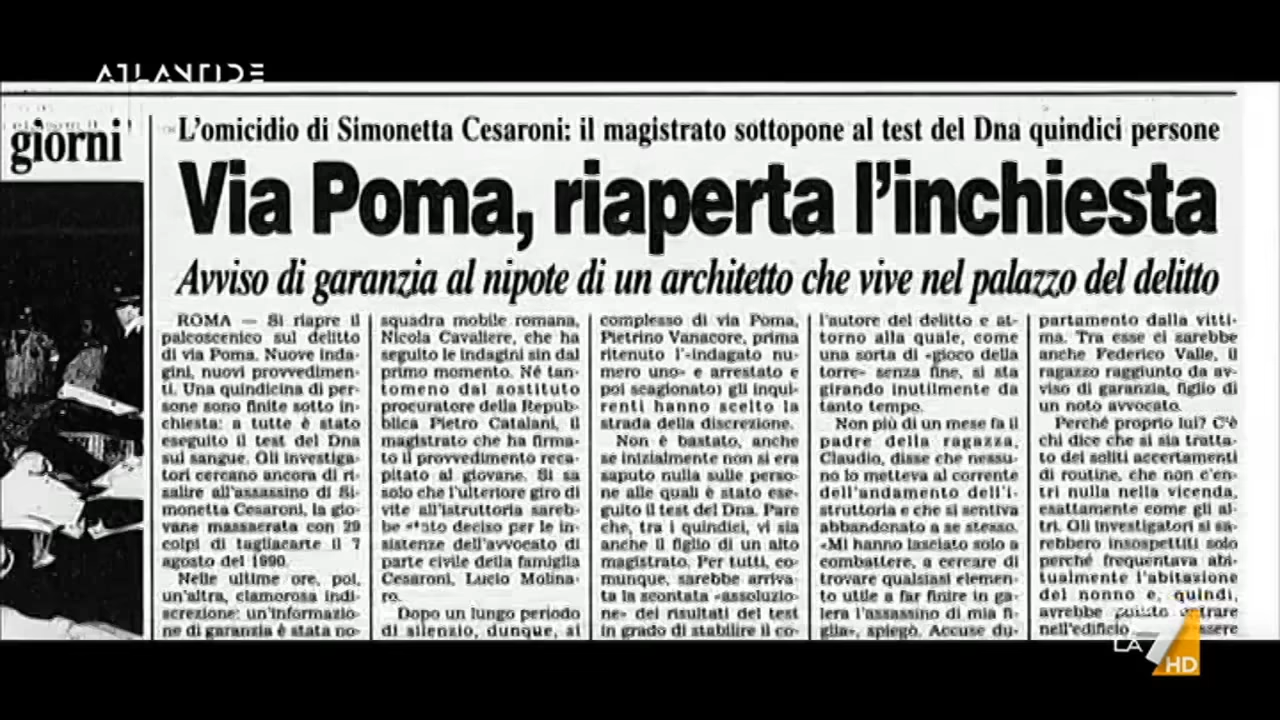 ATLANTIDE
giorni
L'omicidio di Simonetta Cesaroni: il magistrato sottopone al test del Dna quindici persone
Via Poma, riaperta l'inchiesta
Avviso di garanzia al nipote di un architetto che vive nel palazzo del delitto
ROMA — Si riapre il
palcoscenico sul delitto
di via Poma. Nuove inda-
gini, nuovi provvedimen-
ti. Una quindicina di per-
sone sono finite sotto in-
chiesta: a tutte è stato
eseguito il test del Dna
sul sangue. Gli investiga-
tori cercano ancora di ri-
salire all'assassino di Si-
monetta Cesaroni, la gio-
vane massacrata con 29
colpi di tagliacarte il 7
agosto del 1990.
Nelle ultime ore, poi,
un'altra, clamorosa indi-
screzione: un'informazio-
ne di garanzia è stata no-
squadra mobile romana,
Nicola Cavaliere, che ha
seguito le indagini sin dal
primo momento. Né tan-
tomeno dal sostituto
procuratore della Repub-
blica Pietro Catalani, il
magistrato che ha firma-
to il provvedimento reca-
pitato al giovane. Si sa
solo che l'ulteriore giro di
vite all'istruttoria sareb-
be stato deciso per le in-
sistenze dell'avvocato di
parte civile della famiglia
Cesaroni, Lucio Molina-
ro.
Dopo un lungo periodo
di silenzio, dunque, al
complesso di via Poma,
Pietrino Vanacore, prima
ritenuto l'«indagato nu-
mero uno» e arrestato e
poi scagionato) gli inqui-
renti hanno scelto la
strada della discrezione.
Non è bastato, anche
se inizialmente non si era
saputo nulla sulle perso-
ne alle quali è stato ese-
guito il test del Dna. Pare
che, tra i quindici, vi sia
anche il figlio di un alto
magistrato. Per tutti, co-
munque, sarebbe arriva-
ta la scontata «assoluzio-
ne» del risultati del test
in grado di stabilire il co-
l'autore del delitto e at-
torno alla quale, come
una sorta di «gioco della
torre» senza fine, si sta
girando inutilmente da
tanto tempo.
Non più di un mese fa il
padre della ragazza,
Claudio, disse che nessu-
no lo metteva al corrente
dell'andamento dell'i-
struttoria e che si sentiva
abbandonato a se stesso.
«Mi hanno lasciato solo a
combattere, a cercare di
trovare qualsiasi elemen-
to utile a far finire in ga-
lera l'assassino di mia fi-
glia», spiegò. Accuse du-
partamento dalla vitti-
ma. Tra esse ci sarebbe
anche Federico Valle, il
ragazzo raggiunto da av-
viso di garanzia, figlio di
un noto avvocato.
Perché proprio lui? C'è
chi dice che si sia tratta-
to dei soliti accertamenti
di routine, che non c'en-
tri nulla nella vicenda,
esattamente come gli al-
tri. Gli investigatori si sa-
rebbero insospettiti solo
perché frequentava abi-
tualmente l'abitazione
del nonno e, quindi,
avrebbe potuto entrare
nell'edificio
LA 7 HD